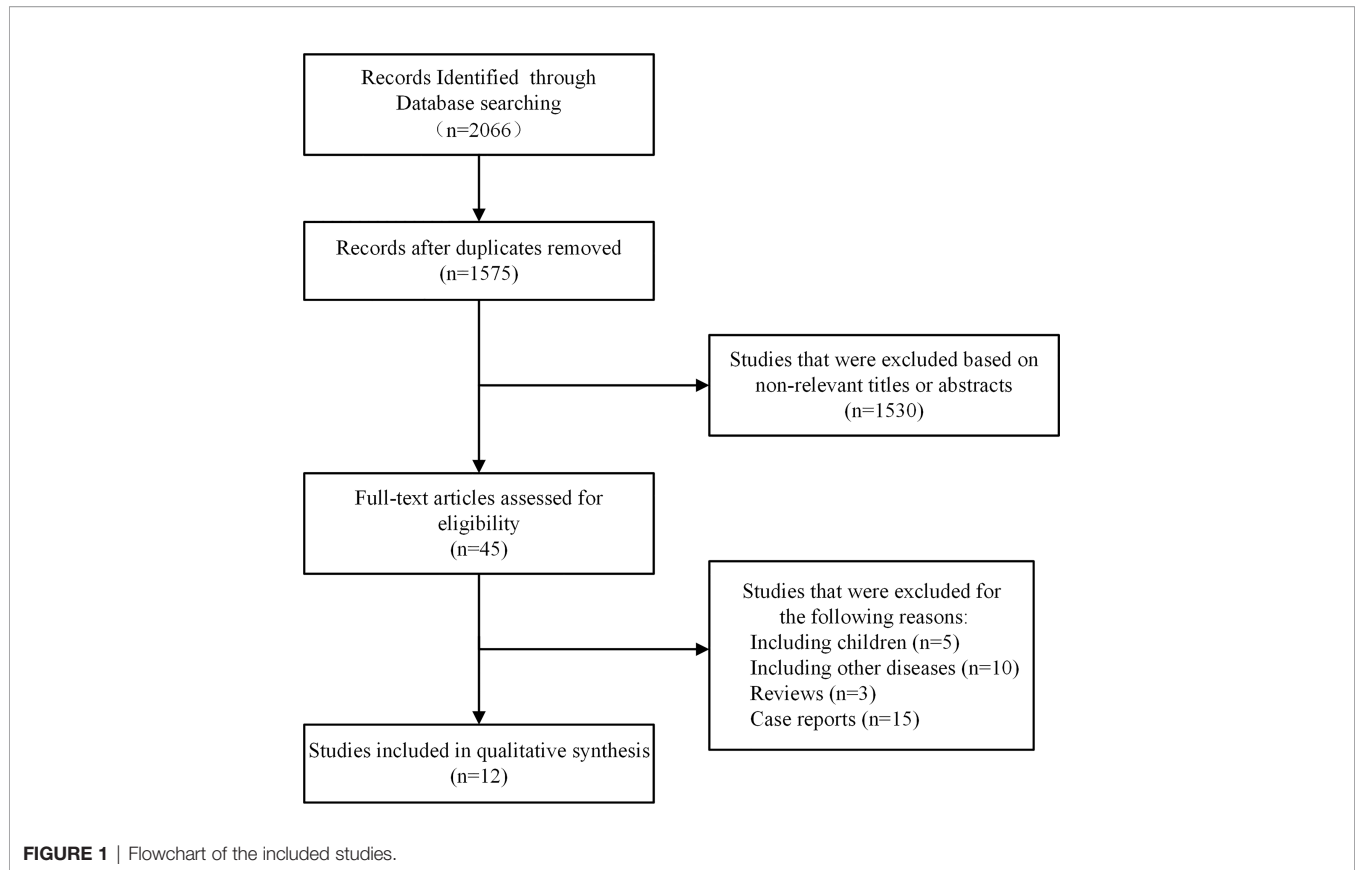 Records Identified through
Database searching
（n=2066）
Records after duplicates removed
(n=1575)
Studies that were excluded based on
non-relevant titles or abstracts
(n=1530)
Full-text articles assessed for
eligibility
(n=45)
Studies that were excluded for
the following reasons:
Including children (n=5)
Including other diseases (n=10)
Reviews (n=3)
Case reports (n=15)
Studies included in qualitative synthesis
(n=12)
FIGURE 1 | Flowchart of the included studies.